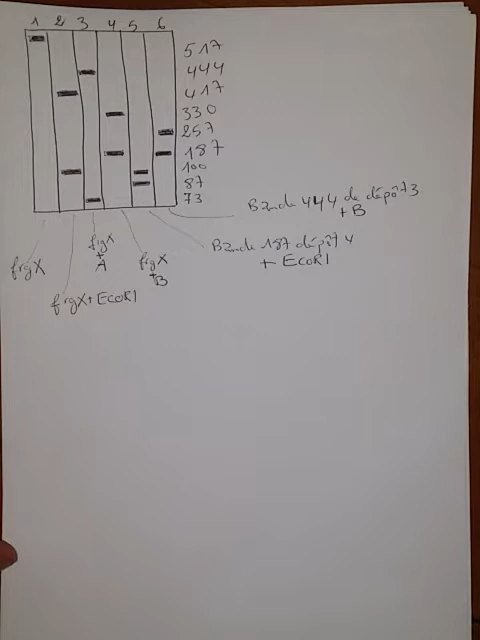 1 2 3 4 5 6
517
444
417
330
257
187
100
87
73
Bande 444 de dépôt 3
+ B
Bande 187 dépôt 4
+ EcoRI
frgX
+
A
frgX
+
B
frgX
frgX + EcoRI